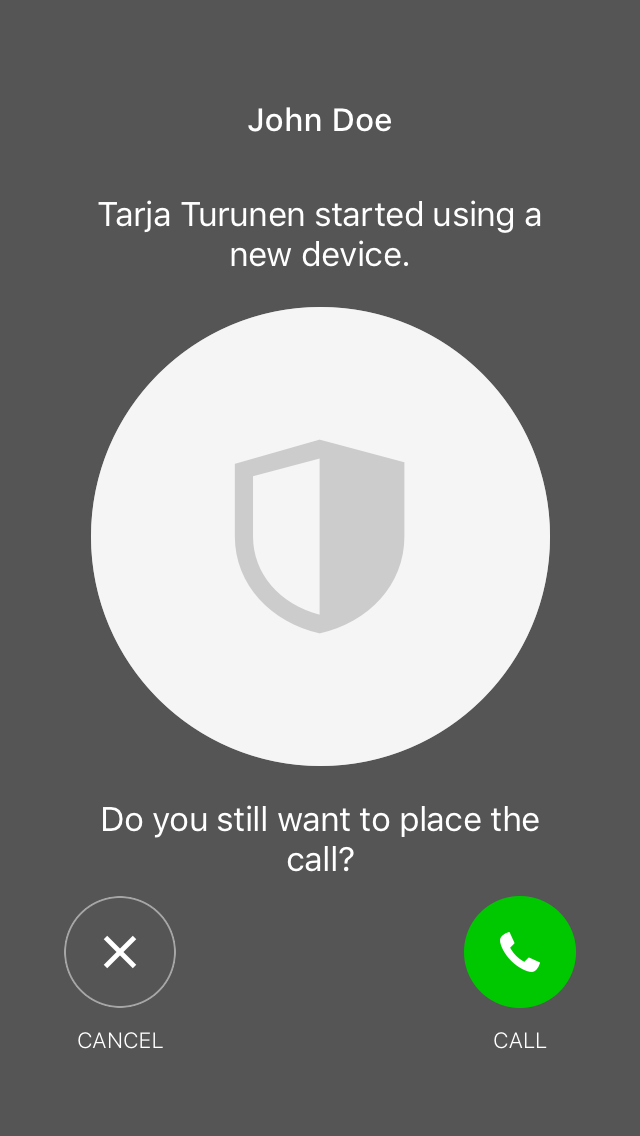 John Doe
Tarja Turunen started using a
new device.
Do you still want to place the
call?
CANCEL
CALL